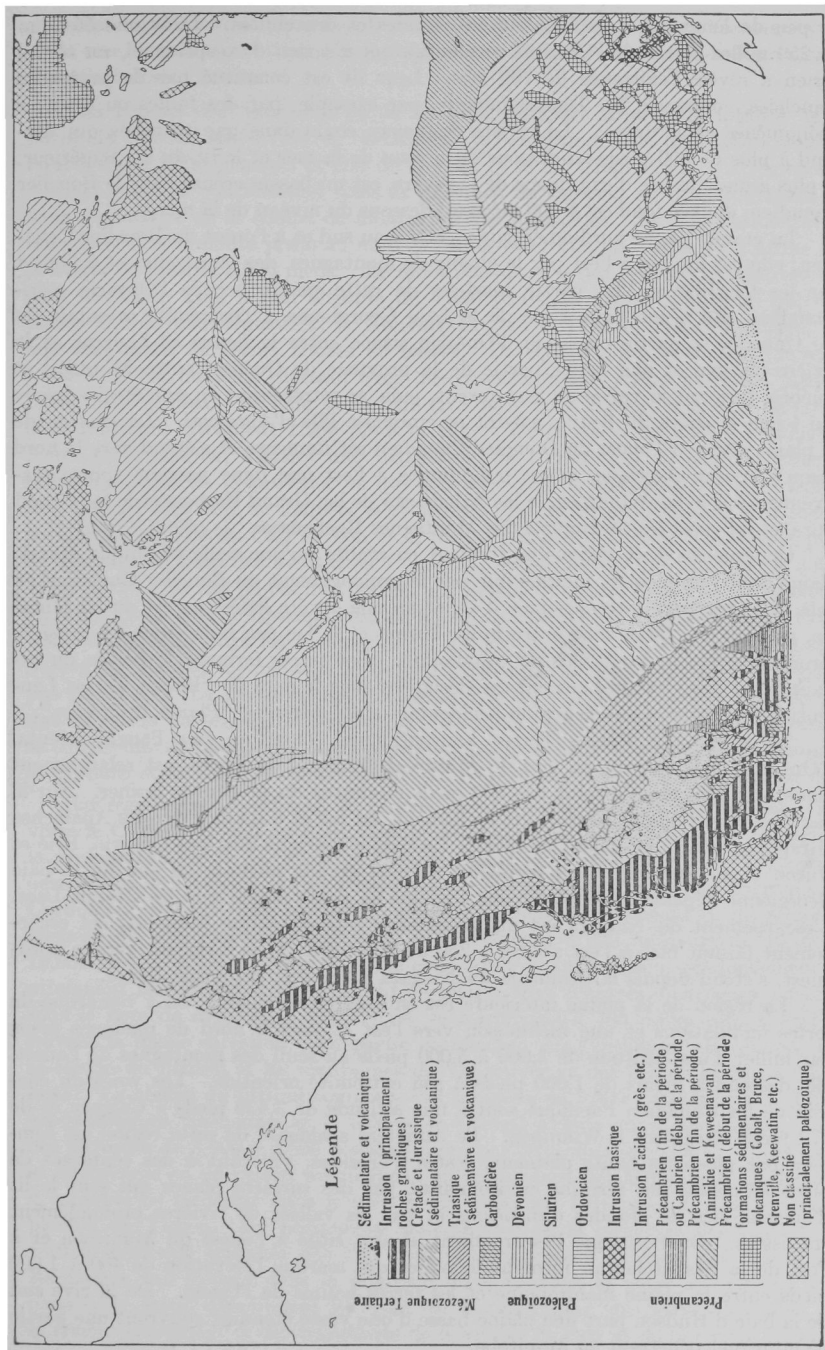 Légende
Tertiaire
Sédimentaire et volcanique
Intrusion (principalement
roches granitiques)
Mézozoïque
Crétacé et Jurassique
(sédimentaire et volcanique)
Triasique
(sédimentaire et volcanique)
Paléozoïque
Carbonifère
Dévonien
Silurien
Ordovicien
Précambrien
Intrusion basique
Intrusion d'acides (grès, etc.)
Précambrien (fin de la période)
ou Cambrien (début de la période)
Précambrien (fin de la période)
(Animikie et Keweenawan)
Précambrien (début de la période)
formations sédimentaires et
volcaniques (Cobalt, Bruce,
Grenville, Keewatin, etc.)
Non classifié
(principalement paléozoïque)